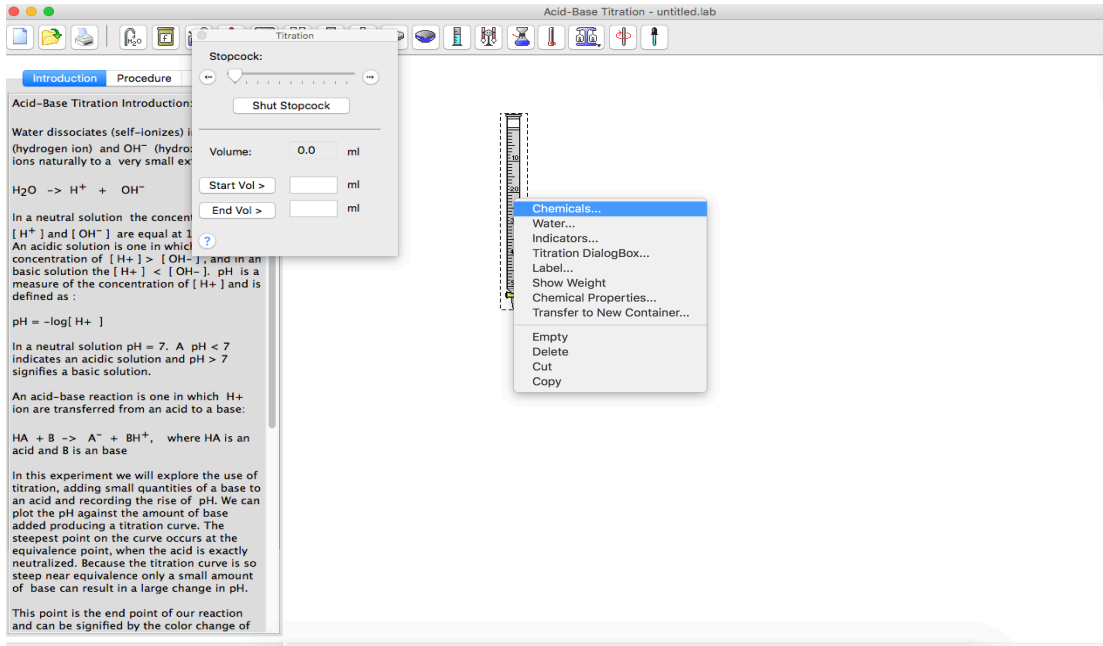 Acid-Base Titration - untitled.lab
H₂O
F
Titration
Stopcock:
Shut Stopcock
Volume: 0.0 ml
Start Vol > ml
End Vol > ml
?
Introduction Procedure
Acid-Base Titration Introduction:
Water dissociates (self-ionizes)
(hydrogen ion) and OH⁻
ions naturally to a very small
H₂O -> H⁺ + OH⁻
In a neutral solution the
[ H⁺ ] and [ OH⁻ ] are equal at
An acidic solution is one in
concentration of [ H+ ] > [ OH- ] , and in an
basic solution the [ H+ ] < [ OH-]. pH is a
measure of the concentration of [ H+ ] and is
defined as :
pH = -log[ H+ ]
In a neutral solution pH = 7. A pH < 7
indicates an acidic solution and pH > 7
signifies a basic solution.
An acid-base reaction is one in which H+
ion are transferred from an acid to a base:
HA + B -> A⁻ + BH⁺, where HA is an
acid and B is an base
In this experiment we will explore the use of
titration, adding small quantities of a base to
an acid and recording the rise of pH. We can
plot the pH against the amount of base
added producing a titration curve. The
steepest point on the curve occurs at the
equivalence point, when the acid is exactly
neutralized. Because the titration curve is so
steep near equivalence only a small amount
of base can result in a large change in pH.
This point is the end point of our reaction
and can be signified by the color change of
10
20
Chemicals...
Water...
Indicators...
Titration DialogBox...
Label...
Show Weight
Chemical Properties...
Transfer to New Container...
Empty
Delete
Cut
Copy